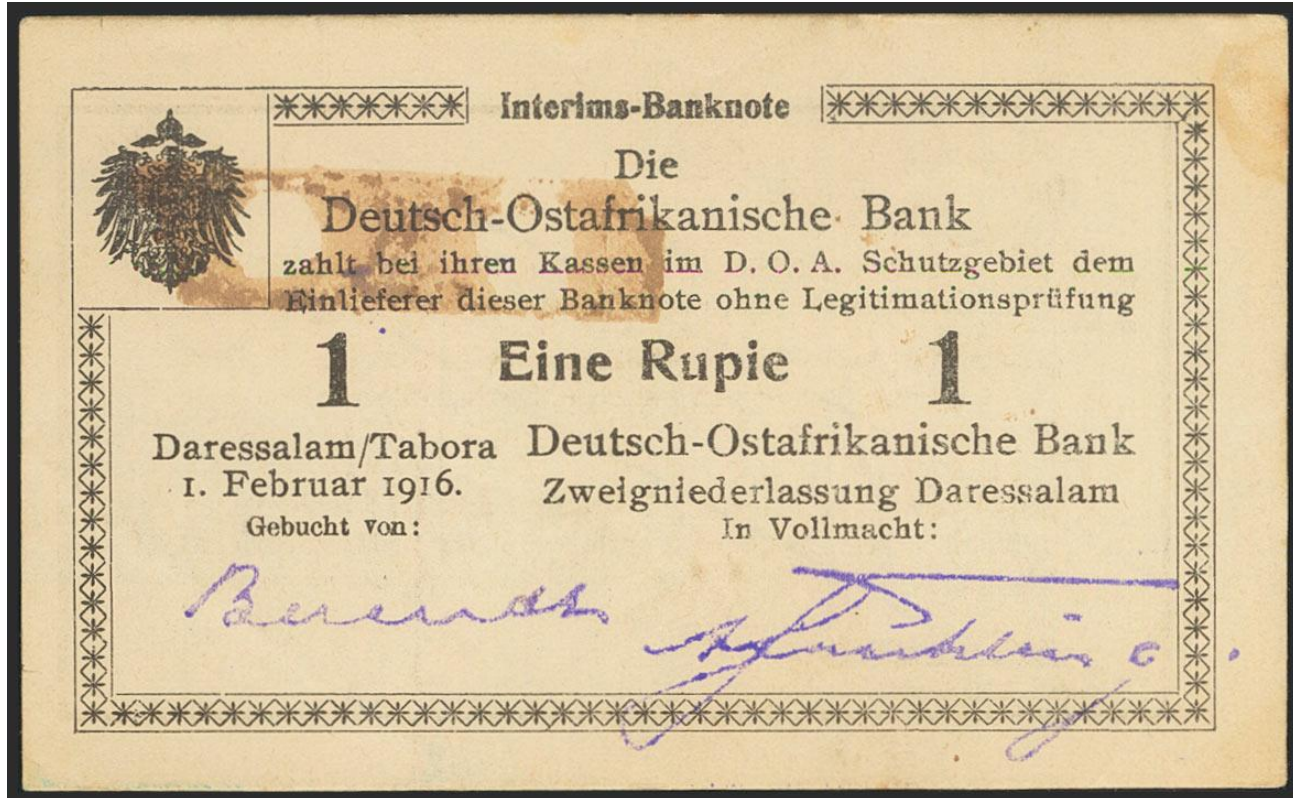 Interims-Banknote
Die
Deutsch-Ostafrikanische Bank
zahlt bei ihren Kassen im D. O. A. Schutzgebiet dem
Einlieferer dieser Banknote ohne Legitimationsprüfung
1 Eine Rupie 1
Daressalam/Tabora
1. Februar 1916.
Gebucht von:
Deutsch-Ostafrikanische Bank
Zweigniederlassung Daressalam
In Vollmacht:
Berendt